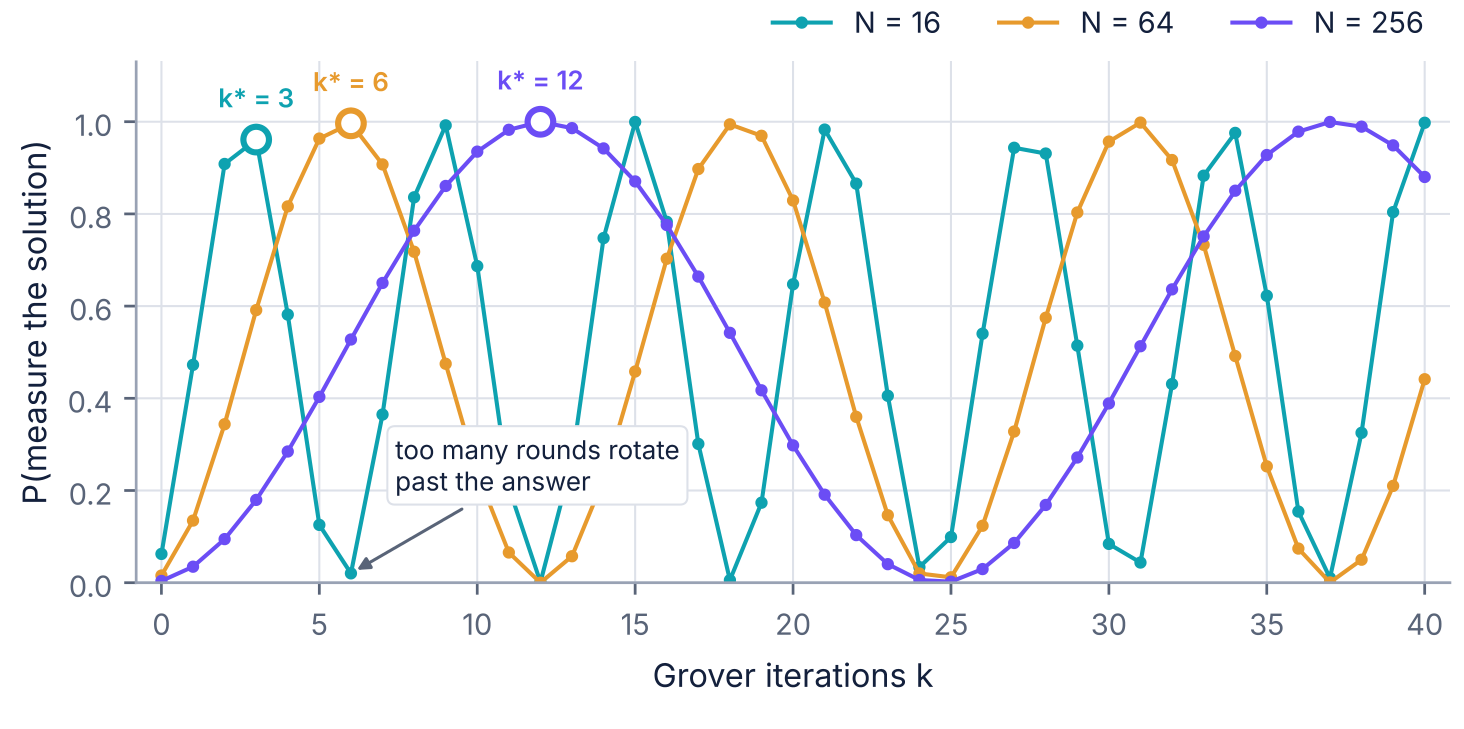 N = 16 N = 64 N = 256
k* = 3 k* = 6 k* = 12
P(measure the solution)
1.0
0.8
0.6
0.4
0.2
0.0
too many rounds rotate
past the answer
0 5 10 15 20 25 30 35 40
Grover iterations k